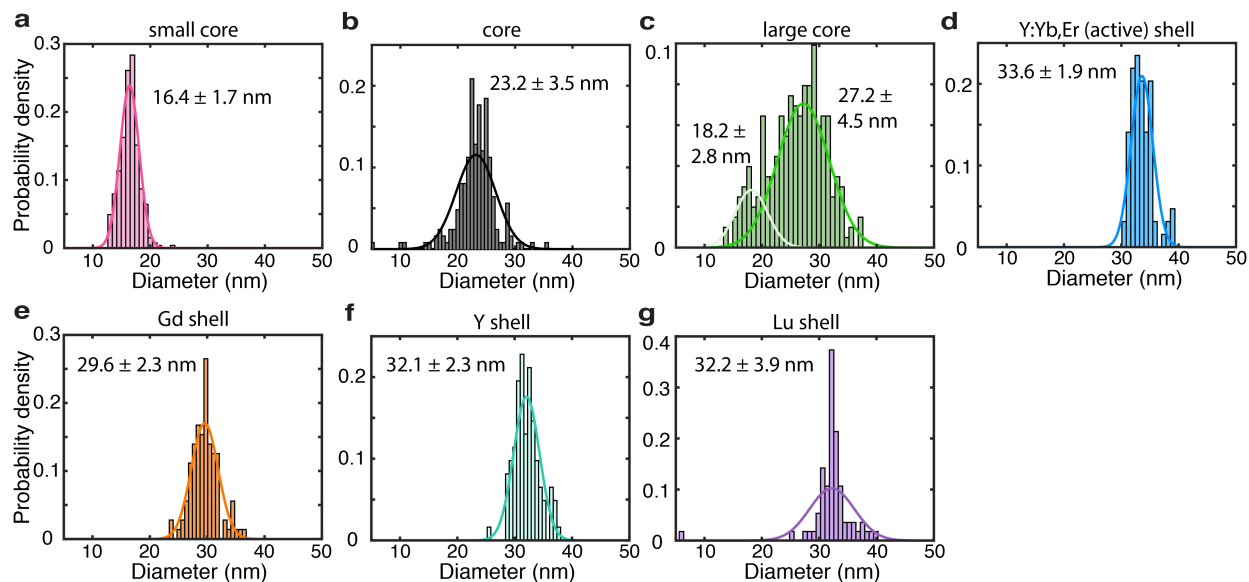 a
small core
Probability density
0.3
0.2
0.1
0
16.4 ± 1.7 nm
10 20 30 40 50
Diameter (nm)
b
core
0.2
0.1
0
23.2 ± 3.5 nm
10 20 30 40 50
Diameter (nm)
c
large core
0.1
0
18.2 ±
2.8 nm
27.2 ±
4.5 nm
10 20 30 40 50
Diameter (nm)
d
Y:Yb,Er (active) shell
0.2
0.1
0
33.6 ± 1.9 nm
10 20 30 40 50
Diameter (nm)
e
Gd shell
Probability density
0.3
0.2
0.1
0
29.6 ± 2.3 nm
10 20 30 40 50
Diameter (nm)
f
Y shell
0.2
0.1
0
32.1 ± 2.3 nm
10 20 30 40 50
Diameter (nm)
g
Lu shell
0.4
0.3
0.2
0.1
0
32.2 ± 3.9 nm
10 20 30 40 50
Diameter (nm)